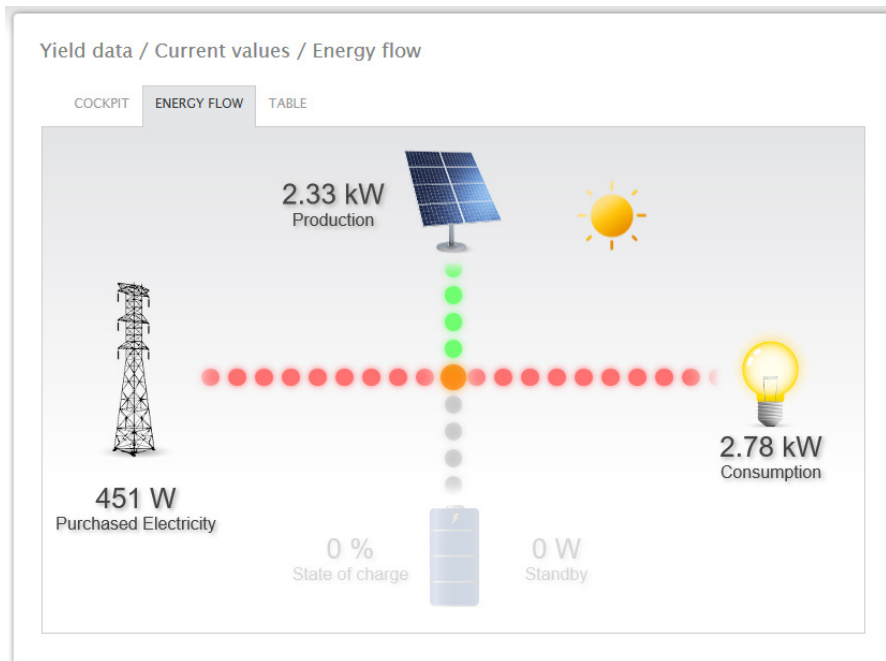 Yield data / Current values / Energy flow
COCKPIT ENERGY FLOW TABLE
2.33 kW
Production
2.78 kW
Consumption
451 W
Purchased Electricity
0 %
State of charge
0 W
Standby